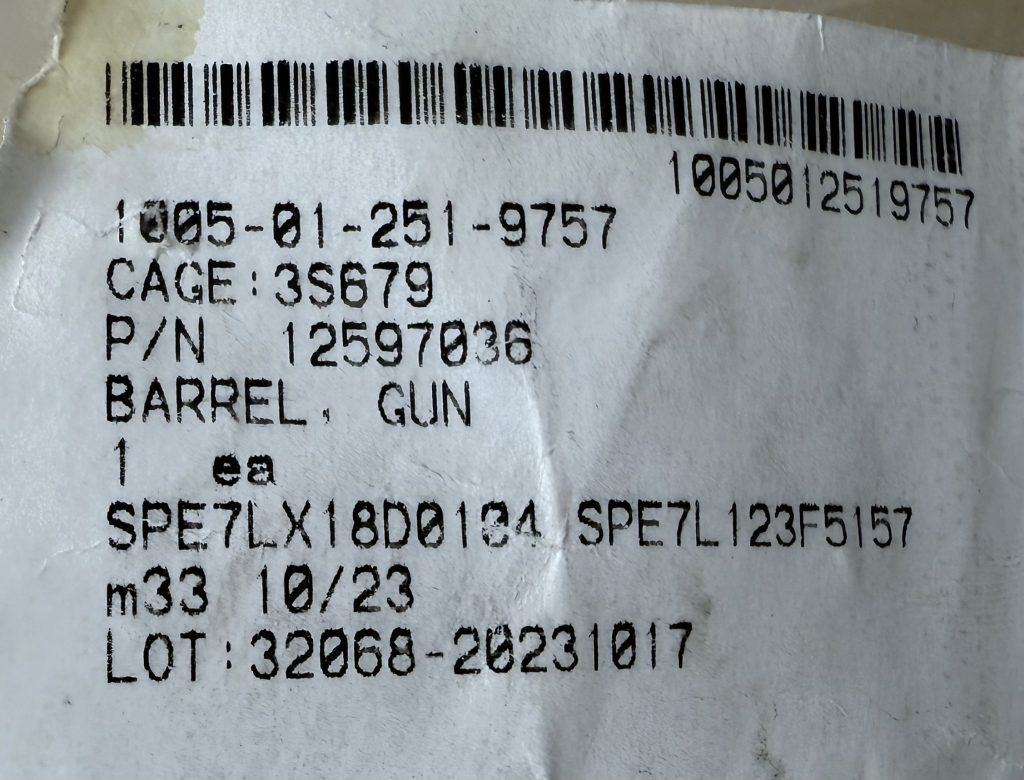 1005012519757
1005-01-251-9757
CAGE:3S679
P/N 12597036
BARREL, GUN
1 ea
SPE7LX18D0104 SPE7L123F5157
m33 10/23
LOT:32068-20231017